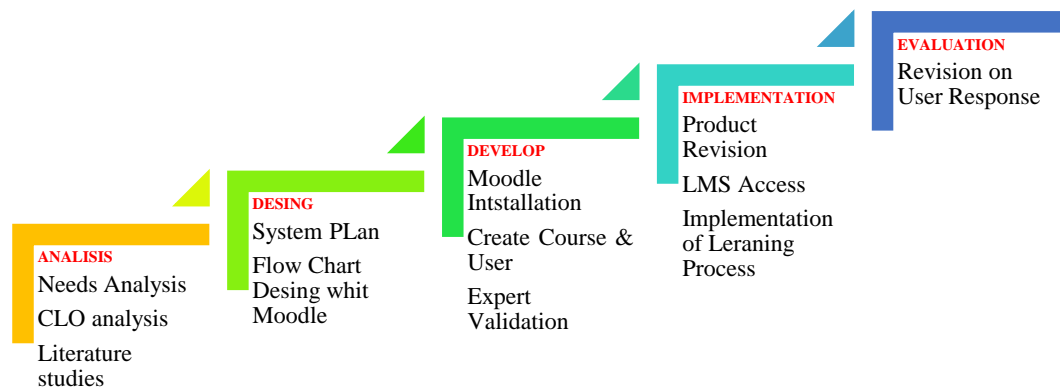 ANALISIS
Needs Analysis
CLO analysis
Literature
studies
DESING
System PLan
Flow Chart
Desing whit
Moodle
DEVELOP
Moodle
Intstallation
Create Course &
User
Expert
Validation
IMPLEMENTATION
Product
Revision
LMS Access
Implementation
of Leraning
Process
EVALUATION
Revision on
User Response